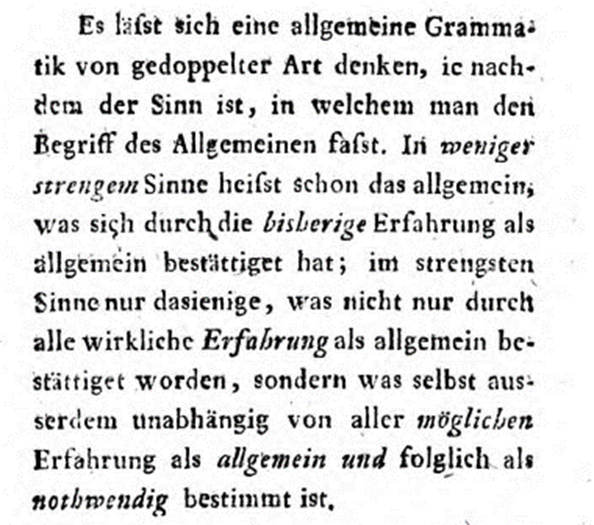 Es läſst sich eine allgemeine Gramma-
tik von gedoppelter Art denken, ie nach-
dem der Sinn ist, in welchem man den
Begriff des Allgemeinen faſst. In weniger
strengem Sinne heiſst schon das allgemein,
was sich durch die bisherige Erfahrung als
allgemein bestättiget hat; im strengsten
Sinne nur dasienige, was nicht nur durch
alle wirkliche Erfahrung als allgemein be-
stättiget worden, sondern was selbst aus-
serdem unabhängig von aller möglichen
Erfahrung als allgemein und folglich als
nothwendig bestimmt ist.